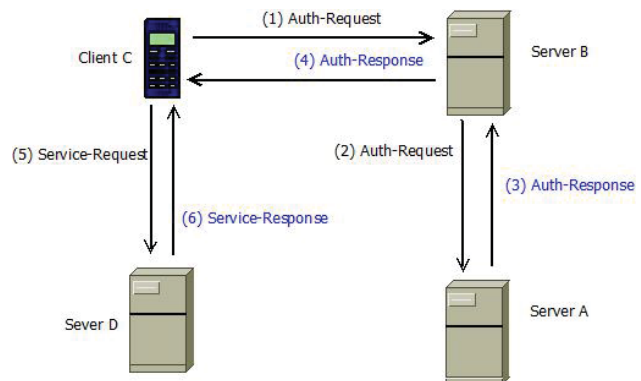 (1) Auth-Request
Client C
(4) Auth-Response
Server B
(5) Service-Request
(2) Auth-Request
(3) Auth-Response
(6) Service-Response
Sever D
Server A